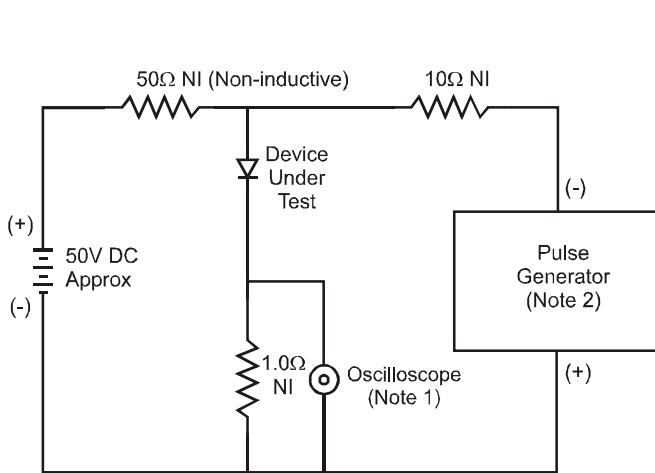 50Ω NI (Non-inductive)
10Ω NI
Device
Under
Test
(-)
(+)
50V DC
Approx
(-)
Pulse
Generator
(Note 2)
1.0Ω
NI
Oscilloscope
(Note 1)
(+)